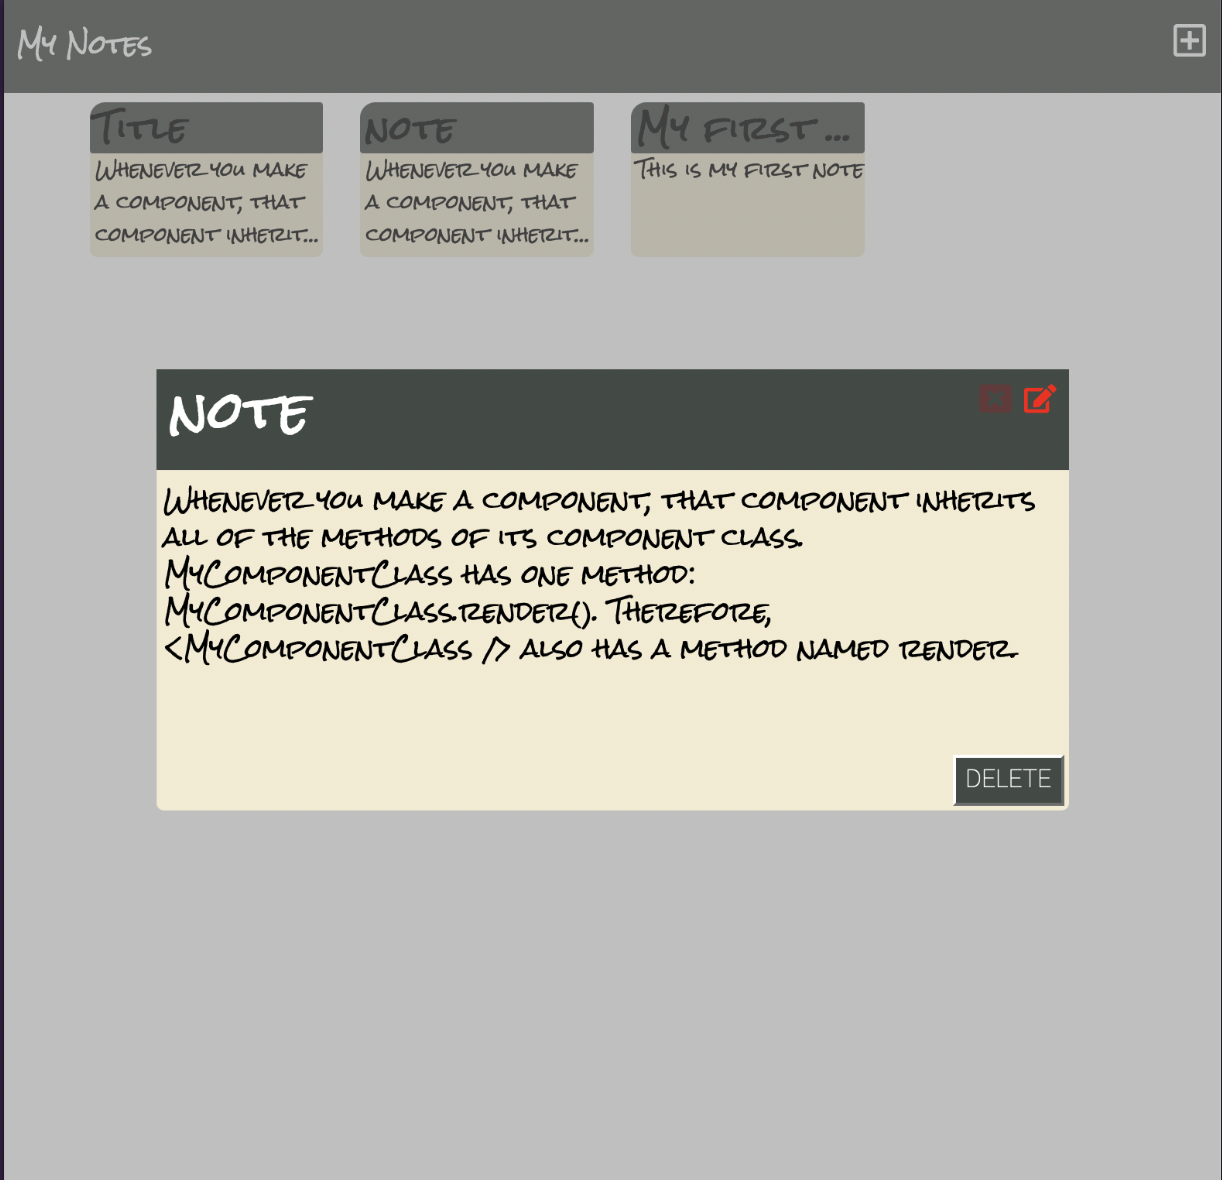 My Notes
Title
Whenever you make
a component, that
component inherit...
note
Whenever you make
a component, that
component inherit...
My first ...
This is my first note
note
Whenever you make a component, that component inherits
all of the methods of its component class.
MyComponentClass has one method:
MyComponentClass.render(). Therefore,
<MyComponentClass /> also has a method named render.
DELETE